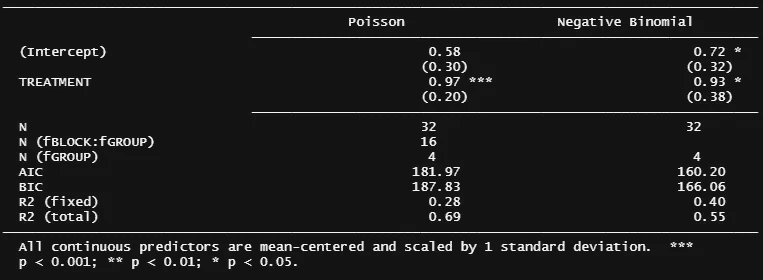 Poisson Negative Binomial
(Intercept) 0.58 0.72 *
(0.30) (0.32)
TREATMENT 0.97 *** 0.93 *
(0.20) (0.38)
N 32 32
N (fBLOCK:fGROUP) 16
N (fGROUP) 4 4
AIC 181.97 160.20
BIC 187.83 166.06
R2 (fixed) 0.28 0.40
R2 (total) 0.69 0.55
All continuous predictors are mean-centered and scaled by 1 standard deviation. ***
p < 0.001; ** p < 0.01; * p < 0.05.